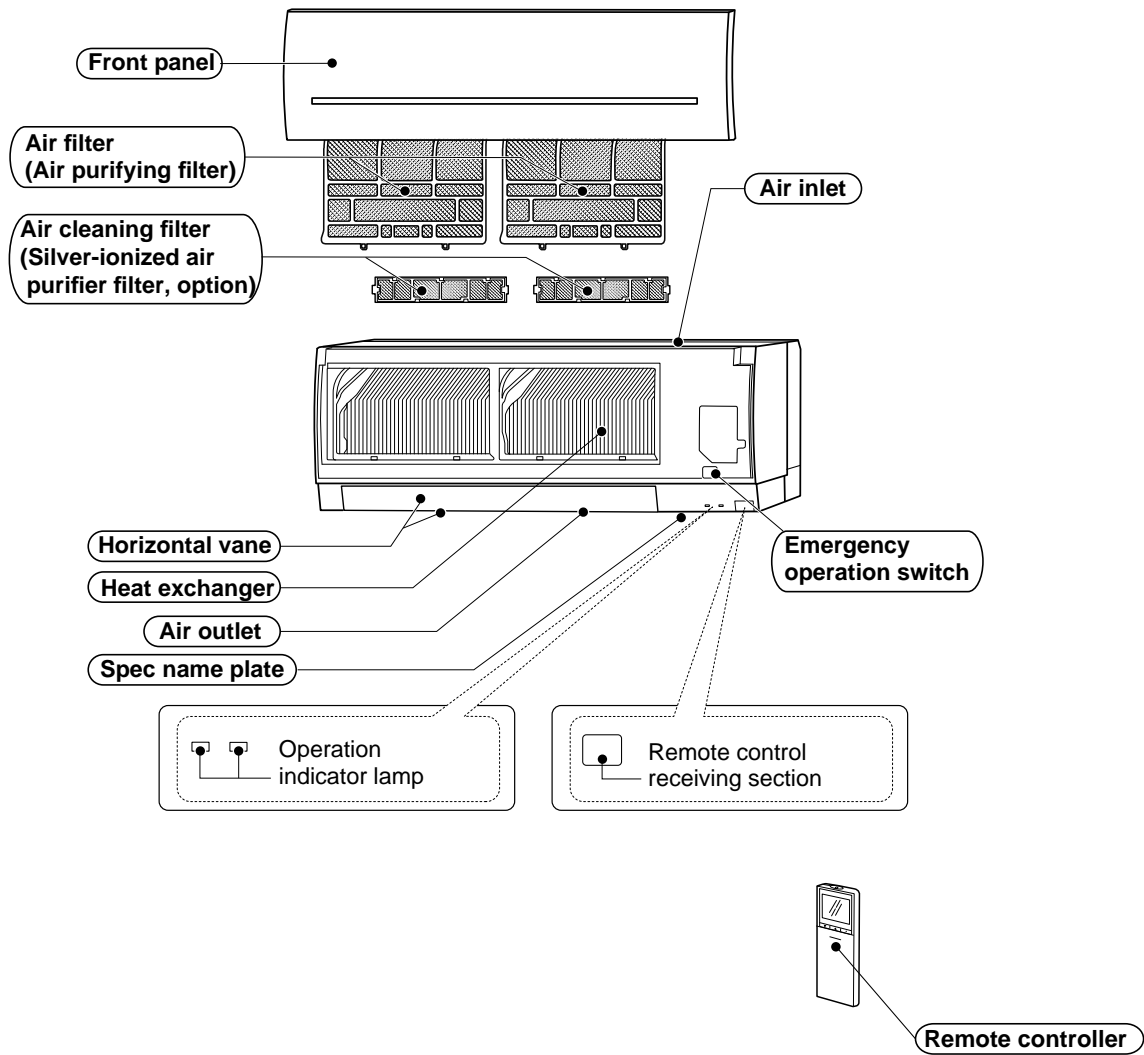 Front panel
Air filter
(Air purifying filter)
Air inlet
Air cleaning filter
(Silver-ionized air
purifier filter, option)
Horizontal vane
Emergency
operation switch
Heat exchanger
Air outlet
Spec name plate
Operation
indicator lamp
Remote control
receiving section
Remote controller